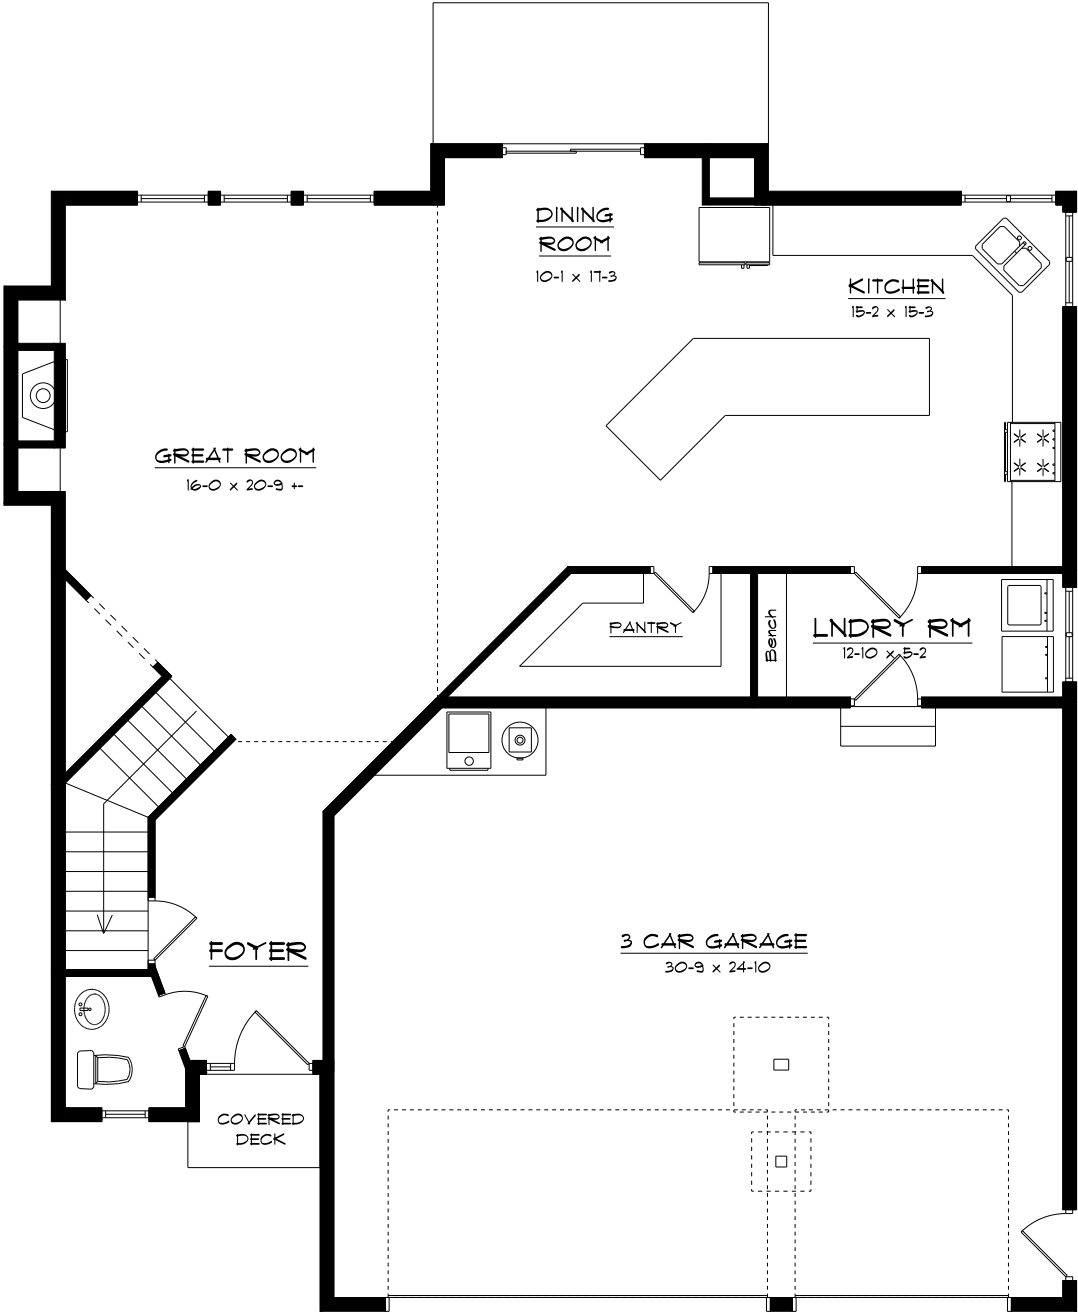 DINING
ROOM
10-1 x 17-3
KITCHEN
15-2 x 15-3
GREAT ROOM
16-0 x 20-9 +-
PANTRY
Bench
LNDRY RM
12-10 x 5-2
FOYER
3 CAR GARAGE
30-9 x 24-10
COVERED
DECK